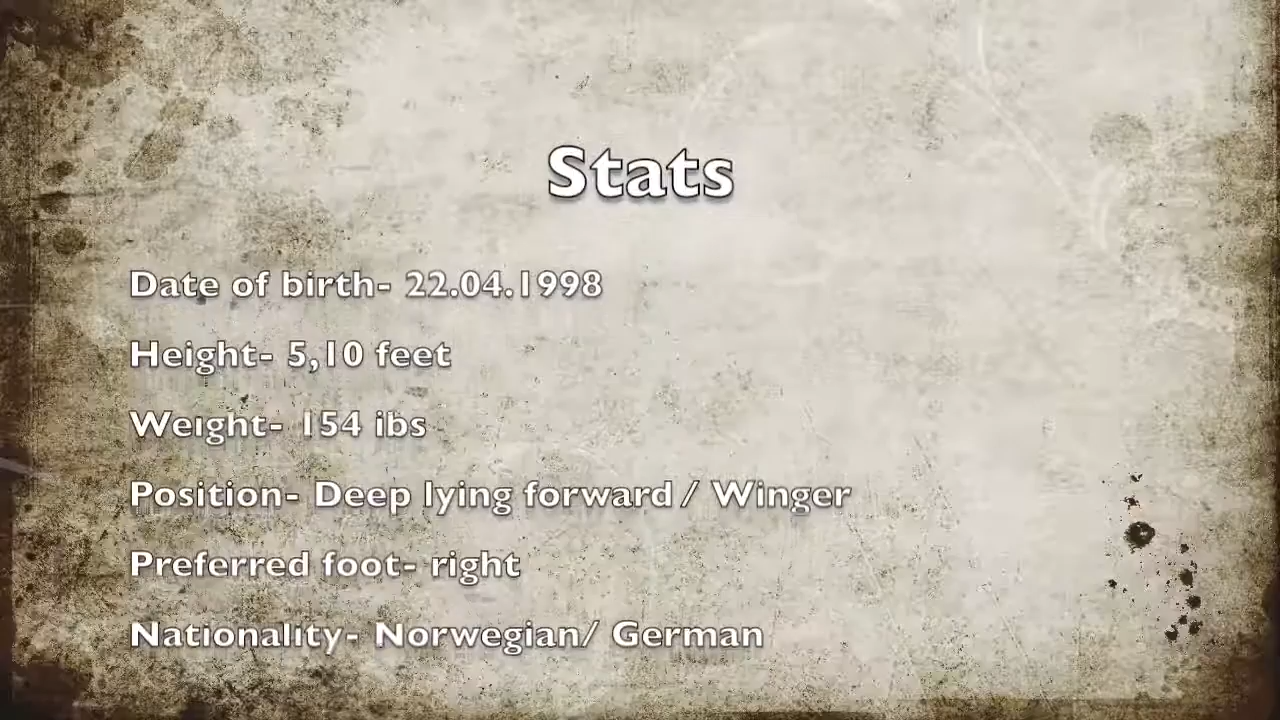 Stats
Date of birth- 22.04.1998
Height- 5,10 feet
Weight- 154 ibs
Position- Deep lying forward / Winger
Preferred foot- right
Nationality- Norwegian/ German